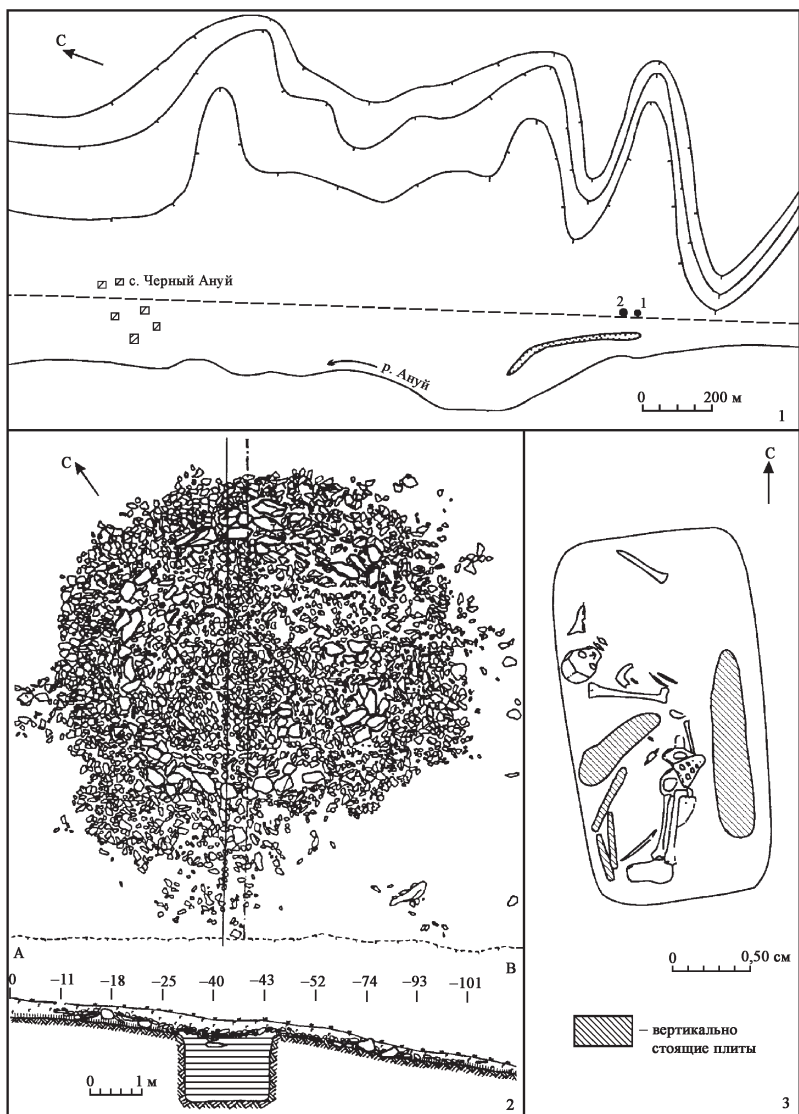 С
с. Черный Ануй
2 1
р. Ануй
0 200 м
1
С
А В
0 –11 –18 –25 –40 –43 –52 –74 –93 –101
0 1 м
2
С
0 0,50 см
– вертикально
стоящие плиты
3